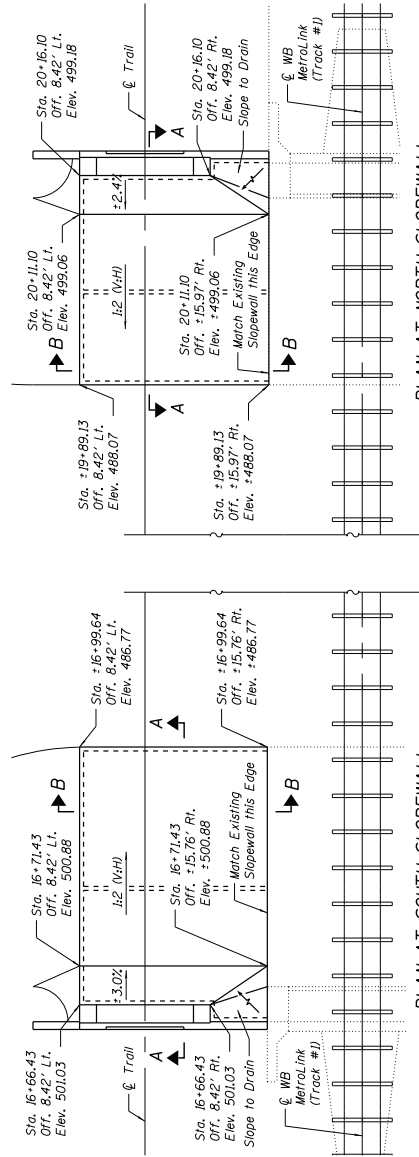 Sta. 16+66.43
Off. 8.42' Lt.
Elev. 501.03
Sta. 16+71.43
Off. 8.42' Lt.
Elev. 500.88
B
Sta. ±16+99.64
Off. 8.42' Lt.
Elev. 486.77
℄ Trail
A
±3.0%
1:2 (V:H)
A
Sta. ±16+71.43
Off. ±15.76' Rt.
Elev. ±500.88
Match Existing
Slopewall this Edge
Sta. 16+66.43
Off. 8.42' Rt.
Elev. 501.03
Slope to Drain
B
Sta. ±16+99.64
Off. ±15.76' Rt.
Elev. ±486.77
℄ WB
MetroLink
(Track #1)
PLAN AT SOUTH SLOPEWALL
Sta. ±19+89.13
Off. 8.42' Lt.
Elev. 488.07
B
Sta. 20+11.10
Off. 8.42' Lt.
Elev. 499.06
Sta. 20+16.10
Off. 8.42' Lt.
Elev. 499.18
℄ Trail
A
1:2 (V:H)
±2.4%
A
Sta. ±19+89.13
Off. ±15.97' Rt.
Elev. ±488.07
Sta. 20+11.10
Off. ±15.97' Rt.
Elev. ±499.06
Match Existing
Slopewall this Edge
B
Sta. 20+16.10
Off. 8.42' Rt.
Elev. 499.18
Slope to Drain
℄ WB
MetroLink
(Track #1)
PLAN AT NORTH SLOPEWALL